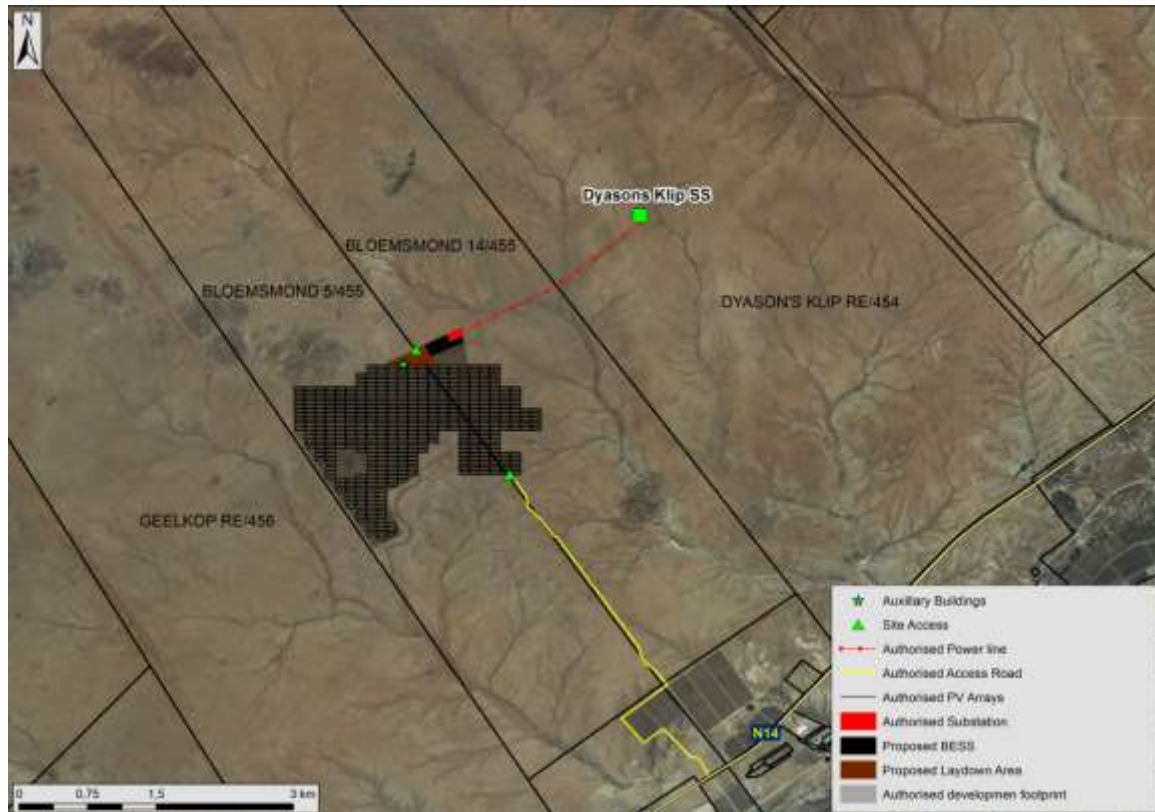 N
Dyasons Klip SS
BLOEMSMOND 14/455
BLOEMSMOND 5/455
DYASON'S KLIP RE/454
GEELKOP RE/456
N14
Auxillary Buildings
Site Access
Authorised Power line
Authorised Access Road
Authorised PV Arrays
Authorised Substation
Proposed BESS
Proposed Laydown Area
Authorised developmen footprint
0 0.75 1,5 3 km